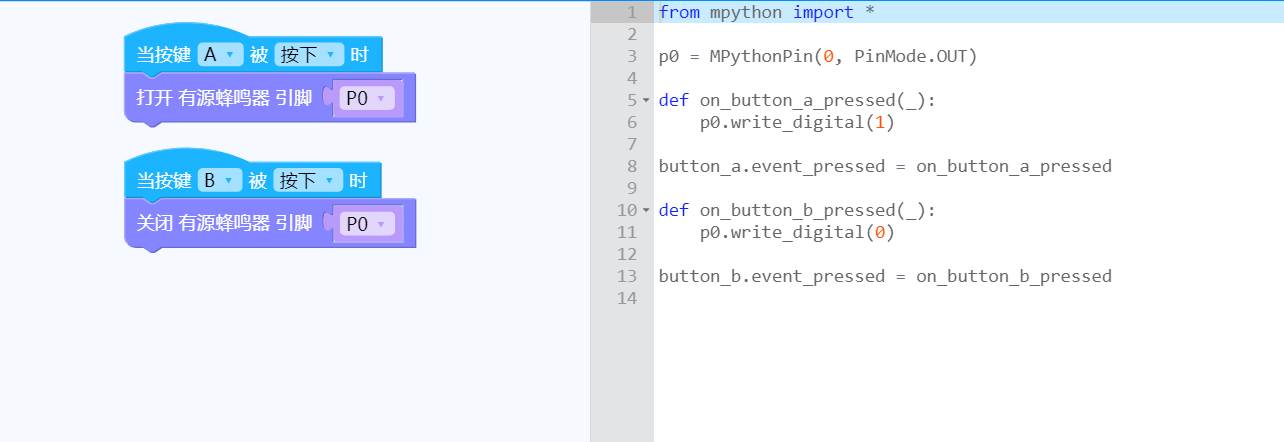 当按键 A 被 按下 时
打开 有源蜂鸣器 引脚 P0
当按键 B 被 按下 时
关闭 有源蜂鸣器 引脚 P0
1 from mpython import *
2
3 p0 = MPythonPin(0, PinMode.OUT)
4
5 def on_button_a_pressed(_):
6     p0.write_digital(1)
7
8 button_a.event_pressed = on_button_a_pressed
9
10 def on_button_b_pressed(_):
11     p0.write_digital(0)
12
13 button_b.event_pressed = on_button_b_pressed
14